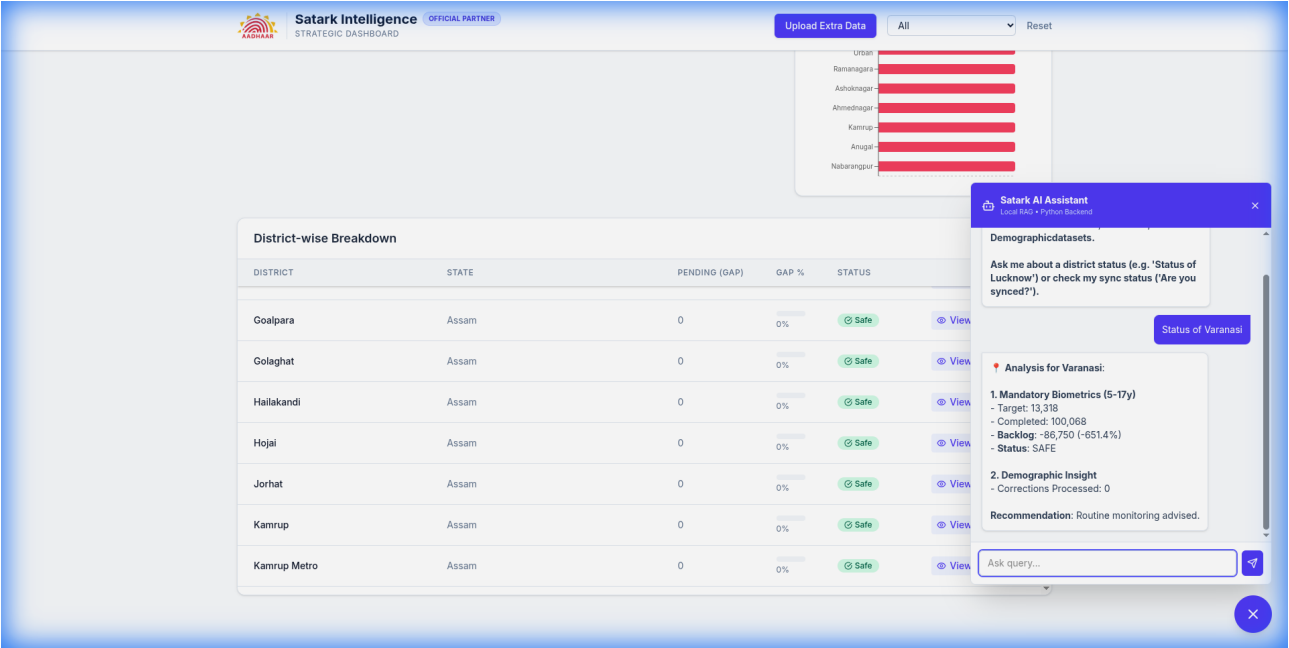 AADHAAR
Satark Intelligence
OFFICIAL PARTNER
STRATEGIC DASHBOARD
Upload Extra Data
All
Reset
Urban
Ramanagara
Ashoknagar
Ahmednagar
Kamrup
Anugal
Nabarangpur
District-wise Breakdown
DISTRICT STATE PENDING (GAP) GAP % STATUS
Goalpara Assam 0 0% Safe View
Golaghat Assam 0 0% Safe View
Hailakandi Assam 0 0% Safe View
Hojai Assam 0 0% Safe View
Jorhat Assam 0 0% Safe View
Kamrup Assam 0 0% Safe View
Kamrup Metro Assam 0 0% Safe View
Satark AI Assistant
Local RAG • Python Backend
Demographicdatasets.
Ask me about a district status (e.g. 'Status of
Lucknow') or check my sync status ('Are you
synced?').
Status of Varanasi
📍 Analysis for Varanasi:
1. Mandatory Biometrics (5-17y)
- Target: 13,318
- Completed: 100,068
- Backlog: -86,750 (-651.4%)
- Status: SAFE
2. Demographic Insight
- Corrections Processed: 0
Recommendation: Routine monitoring advised.
Ask query...